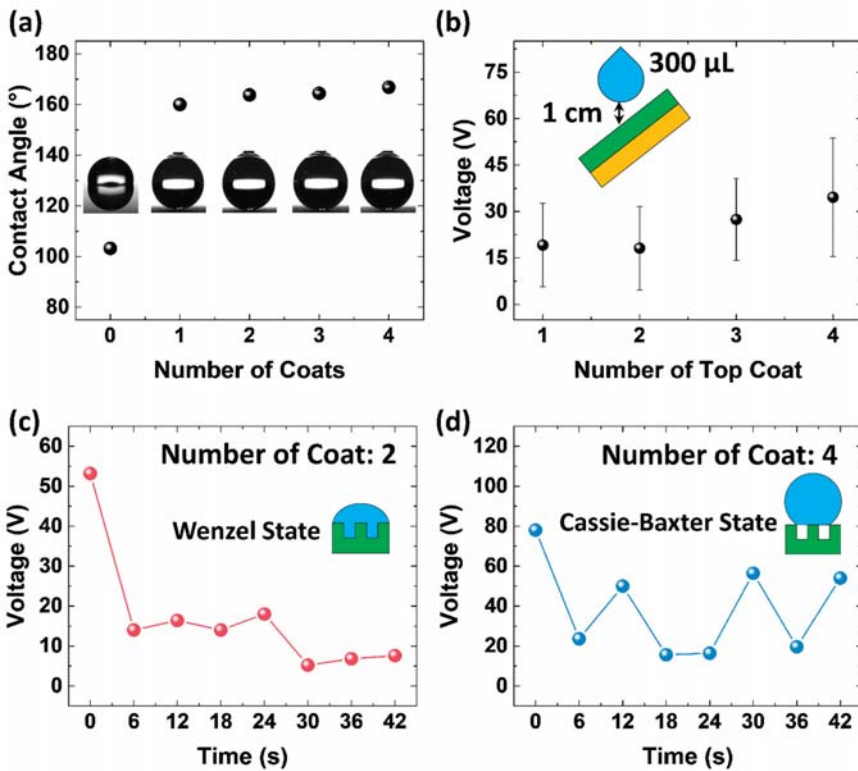 (a)
180
160
140
120
100
80
Contact Angle (°)
0 1 2 3 4
Number of Coats
(b)
75
60
45
30
15
0
Voltage (V)
300 μL
1 cm
1 2 3 4
Number of Top Coat
(c)
60
50
40
30
20
10
0
Voltage (V)
Number of Coat: 2
Wenzel State
0 6 12 18 24 30 36 42
Time (s)
(d)
120
100
80
60
40
20
0
Voltage (V)
Number of Coat: 4
Cassie-Baxter State
0 6 12 18 24 30 36 42
Time (s)